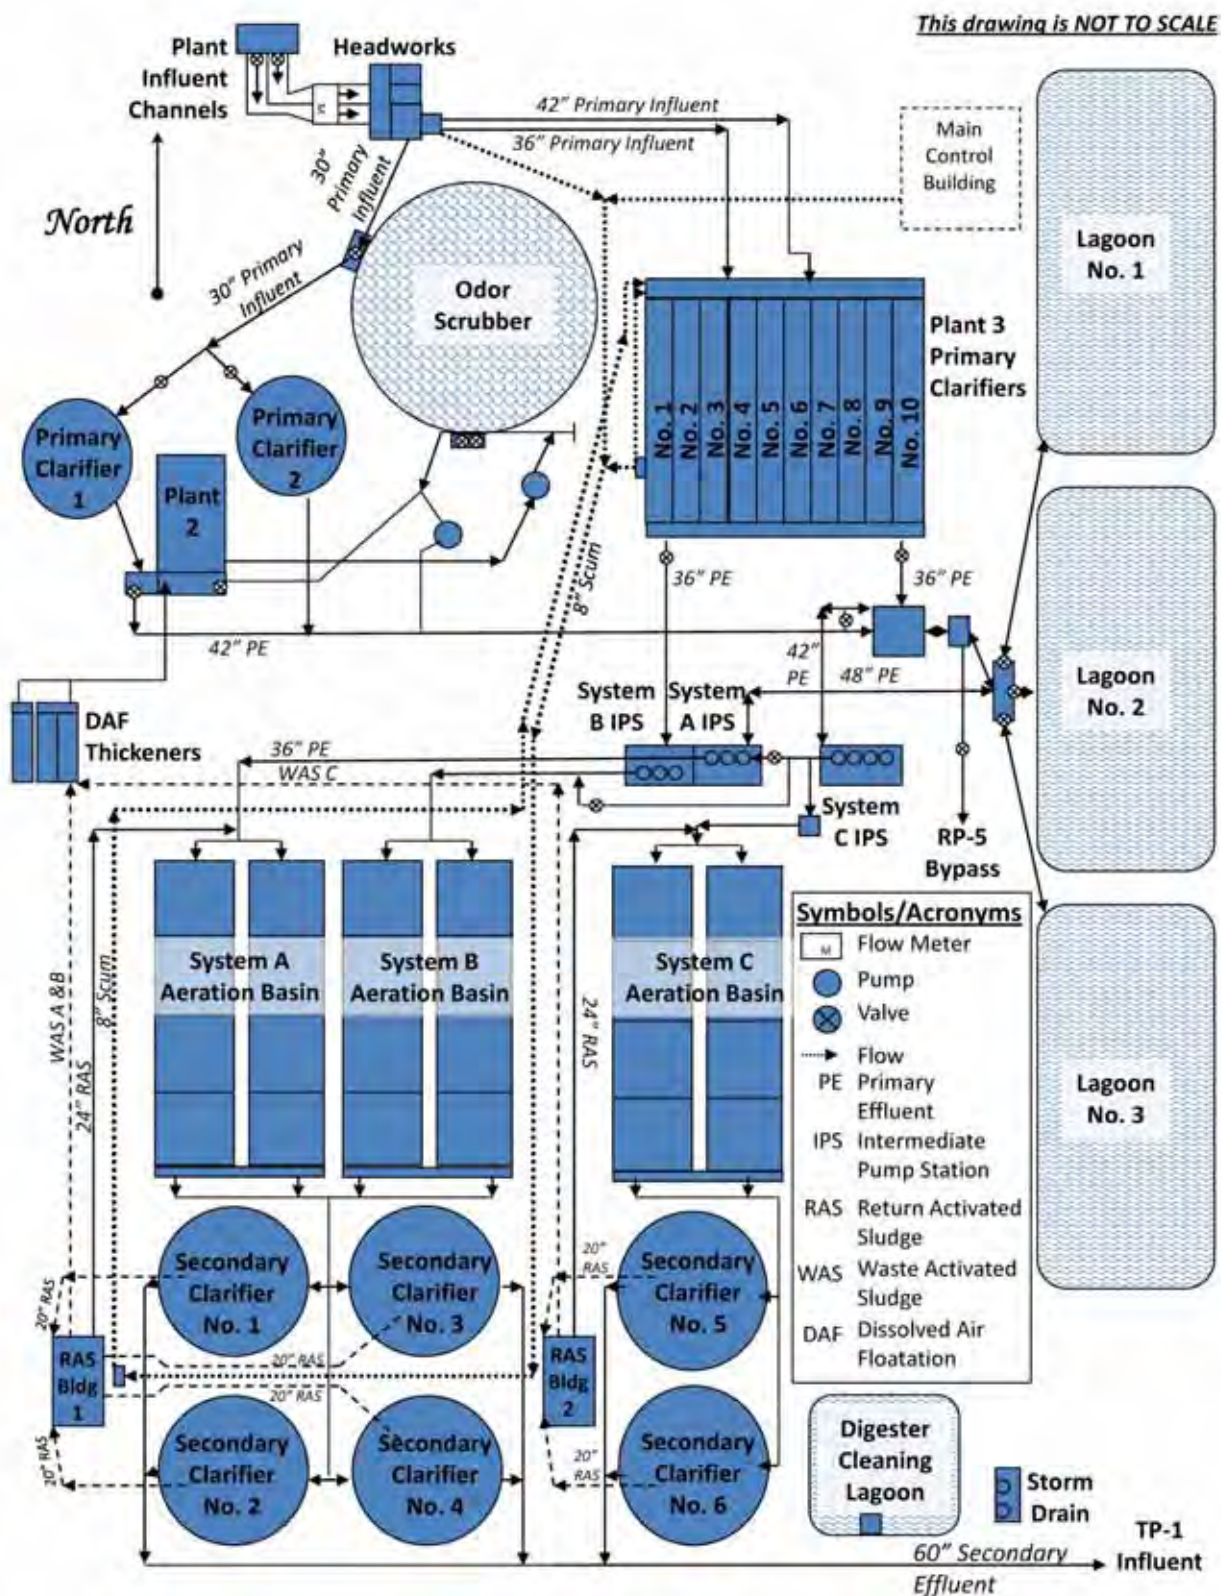 This drawing is NOT TO SCALE
Plant
Influent
Channels
Headworks
42" Primary Influent
36" Primary Influent
30"
Primary
Influent
Main
Control
Building
North
Lagoon
No. 1
30" Primary
Influent
Odor
Scrubber
Plant 3
Primary
Clarifiers
No. 1
No. 2
No. 3
No. 4
No. 5
No. 6
No. 7
No. 8
No. 9
No. 10
Primary
Clarifier
1
Primary
Clarifier
2
Plant
2
8" Scum
36" PE
36" PE
42" PE
42"
PE
48" PE
Lagoon
No. 2
System
B IPS
System
A IPS
DAF
Thickeners
36" PE
WAS C
System
C IPS
RP-5
Bypass
WAS A &B
24" RAS
8" Scum
System A
Aeration Basin
System B
Aeration Basin
24" RAS
System C
Aeration Basin
Symbols/Acronyms
M Flow Meter
Pump
Valve
Flow
PE Primary
Effluent
IPS Intermediate
Pump Station
RAS Return Activated
Sludge
WAS Waste Activated
Sludge
DAF Dissolved Air
Floatation
Lagoon
No. 3
20" RAS
Secondary
Clarifier
No. 1
Secondary
Clarifier
No. 3
20"
RAS
Secondary
Clarifier
No. 5
RAS
Bldg
1
20" RAS
20" RAS
RAS
Bldg
2
20" RAS
Secondary
Clarifier
No. 2
Secondary
Clarifier
No. 4
20"
RAS
Secondary
Clarifier
No. 6
Digester
Cleaning
Lagoon
Storm
Drain
TP-1
Influent
60" Secondary
Effluent